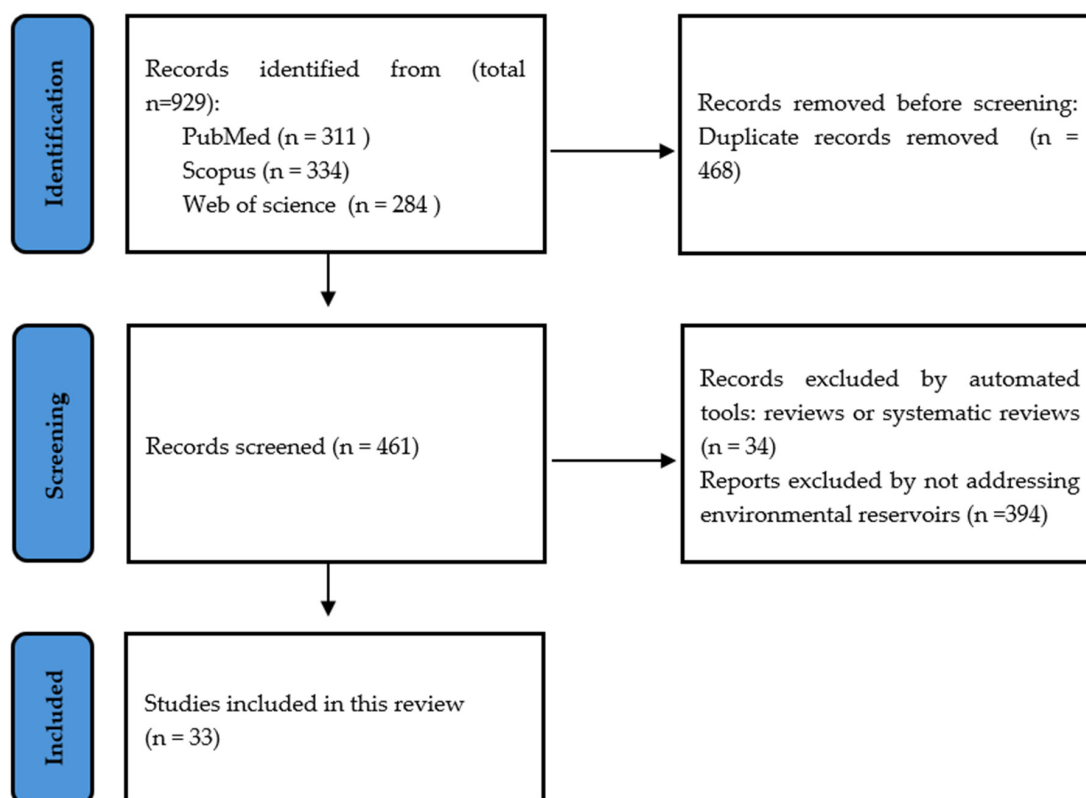 Identification
Records identified from (total
n=929):
PubMed (n = 311 )
Scopus (n = 334)
Web of science (n = 284 )
Records removed before screening:
Duplicate records removed (n =
468)
Screening
Records screened (n = 461)
Records excluded by automated
tools: reviews or systematic reviews
(n = 34)
Reports excluded by not addressing
environmental reservoirs (n =394)
Included
Studies included in this review
(n = 33)